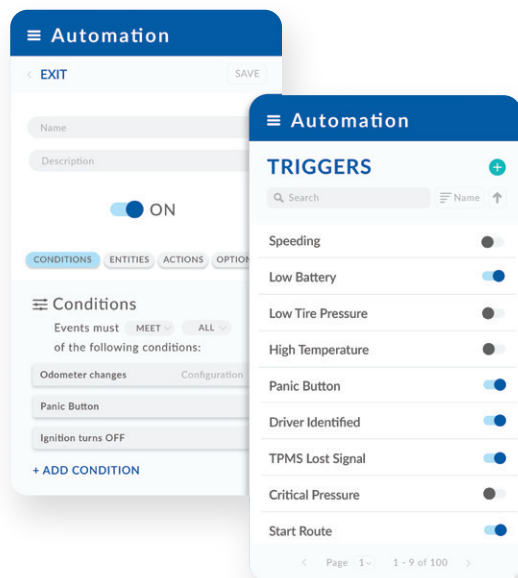 Automation
EXIT
SAVE
Name
Description
ON
CONDITIONS ENTITIES ACTIONS
Conditions
Events must MEET ALL
of the following conditions:
Odometer changes Configuration
Panic Button
Ignition turns OFF
+ ADD CONDITION
Automation
TRIGGERS
Search Name
Speeding
Low Battery
Low Tire Pressure
High Temperature
Panic Button
Driver Identified
TPMS Lost Signal
Critical Pressure
Start Route
Page 1 1 - 9 of 100